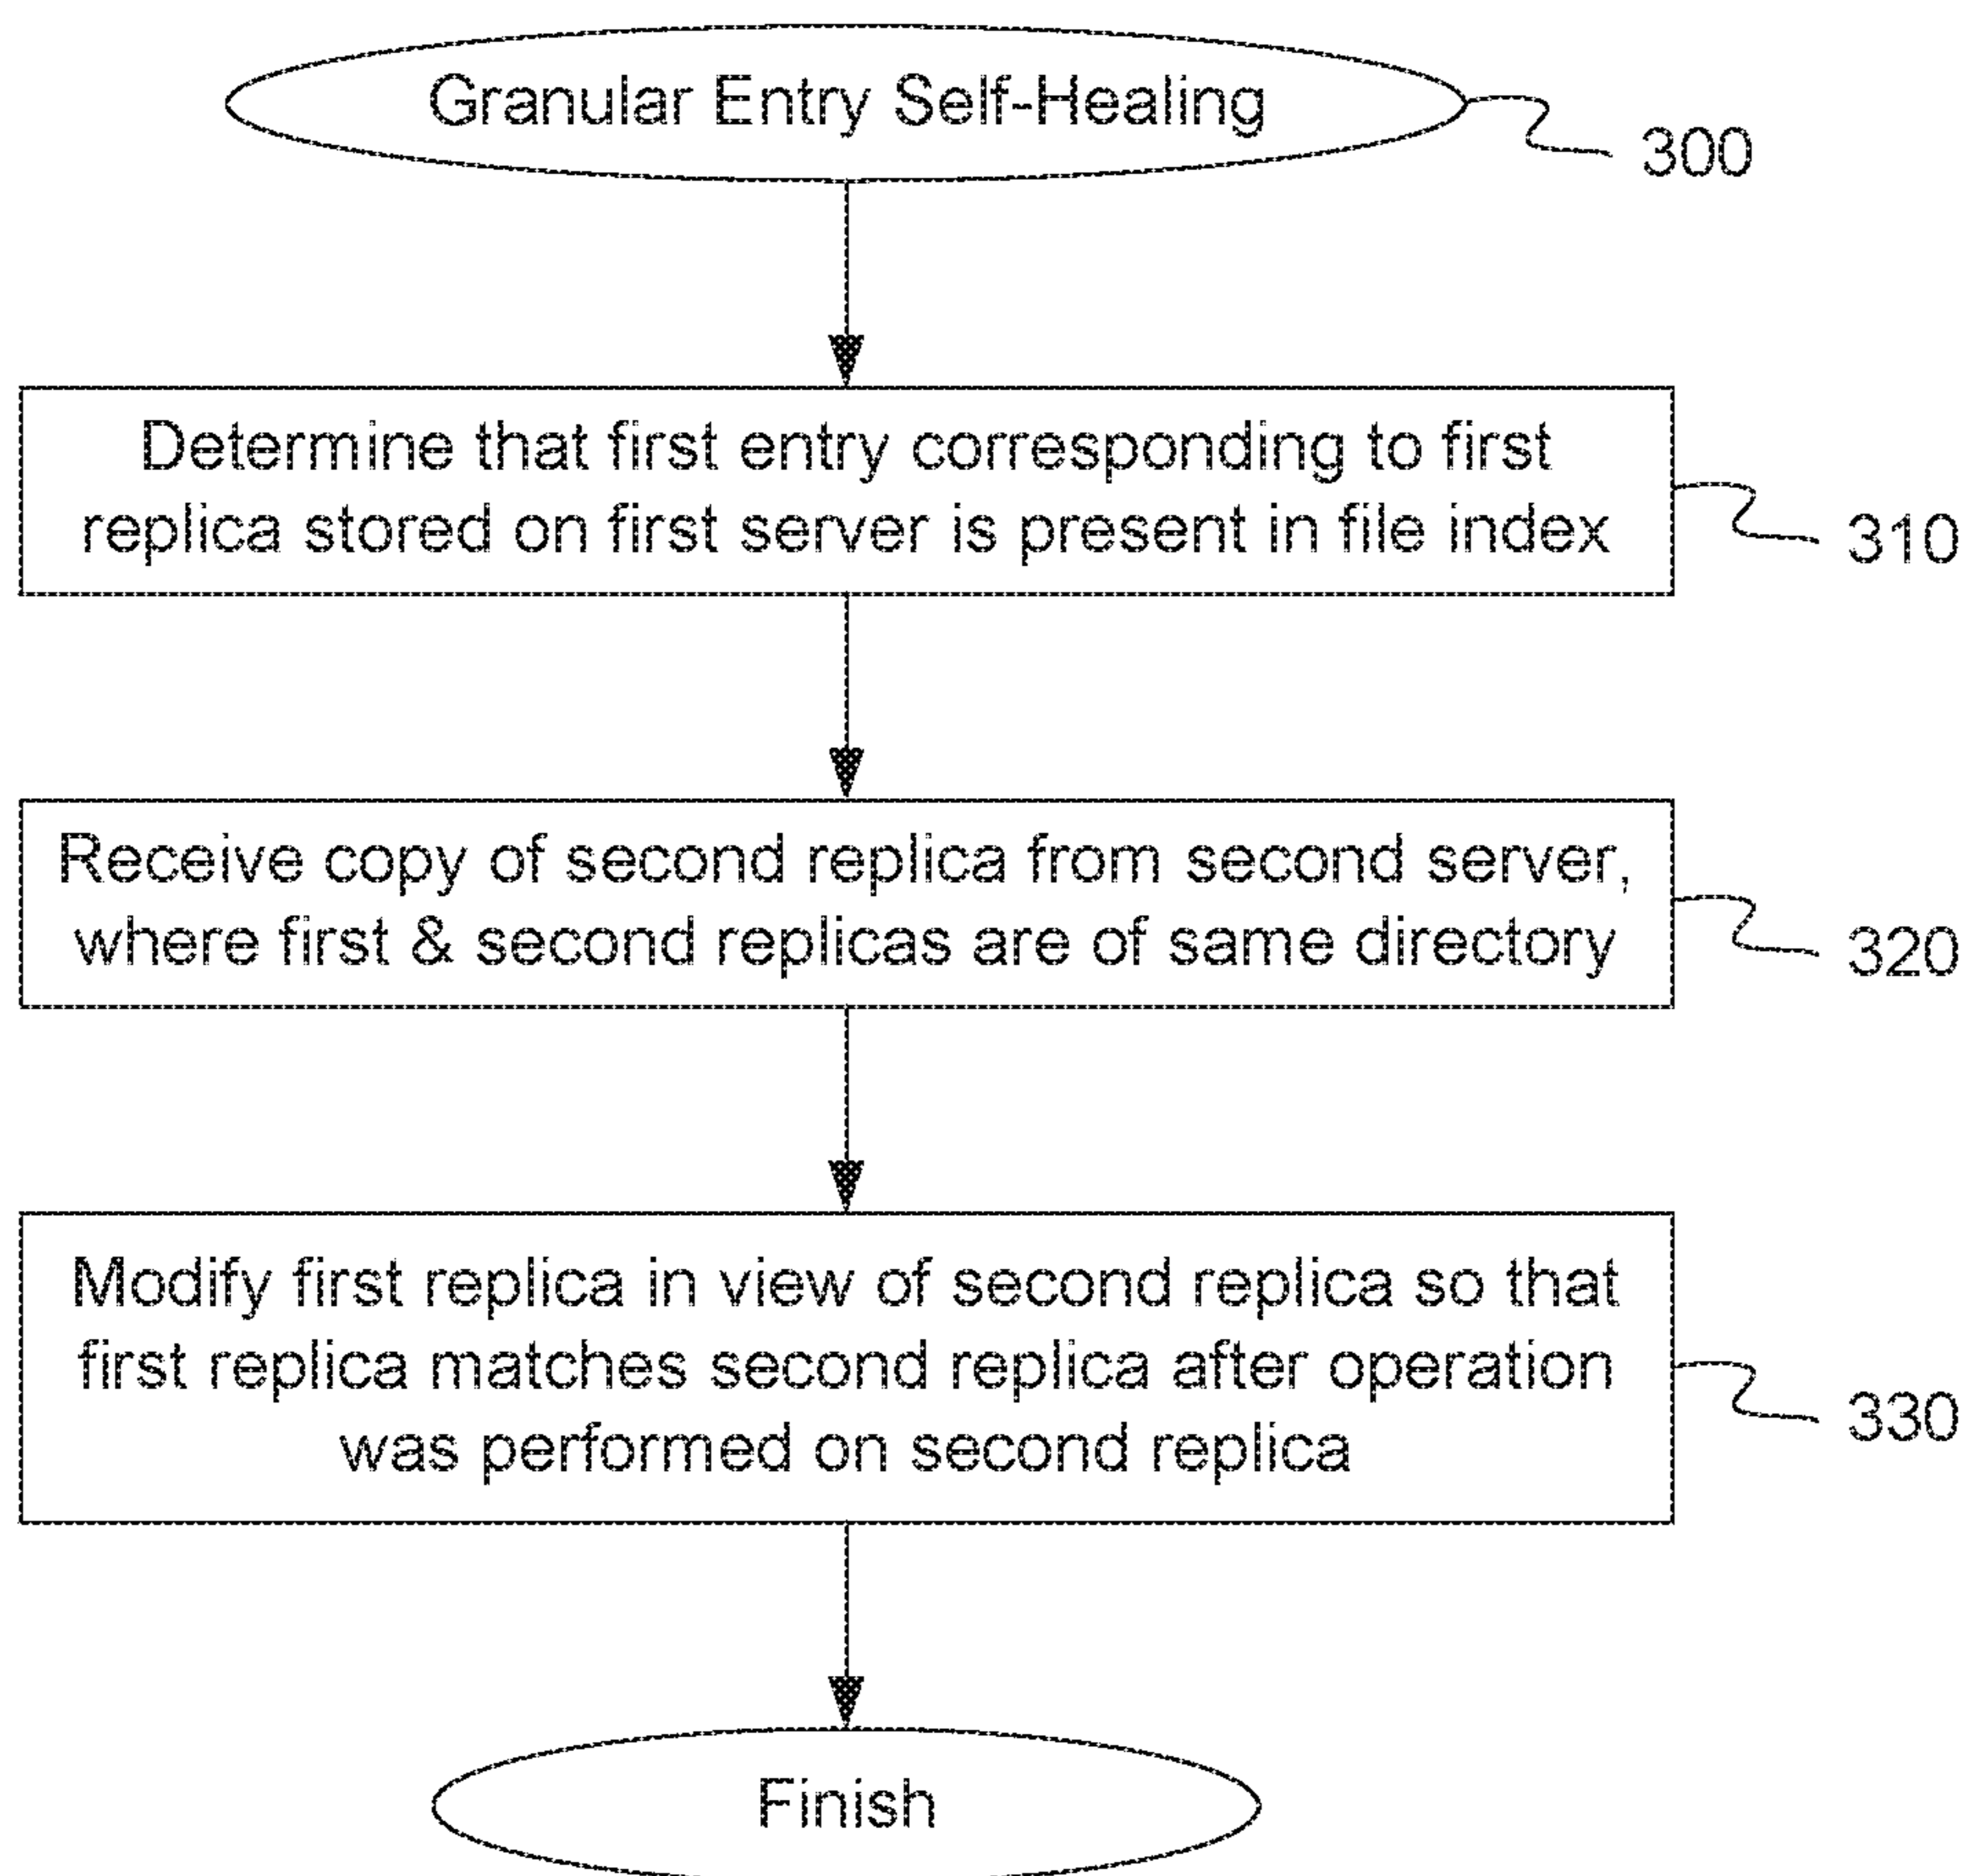 Granular Entry Self-Healing
300
Determine that first entry corresponding to first
replica stored on first server is present in file index
310
Receive copy of second replica from second server,
where first & second replicas are of same directory
320
Modify first replica in view of second replica so that
first replica matches second replica after operation
was performed on second replica
330
Finish